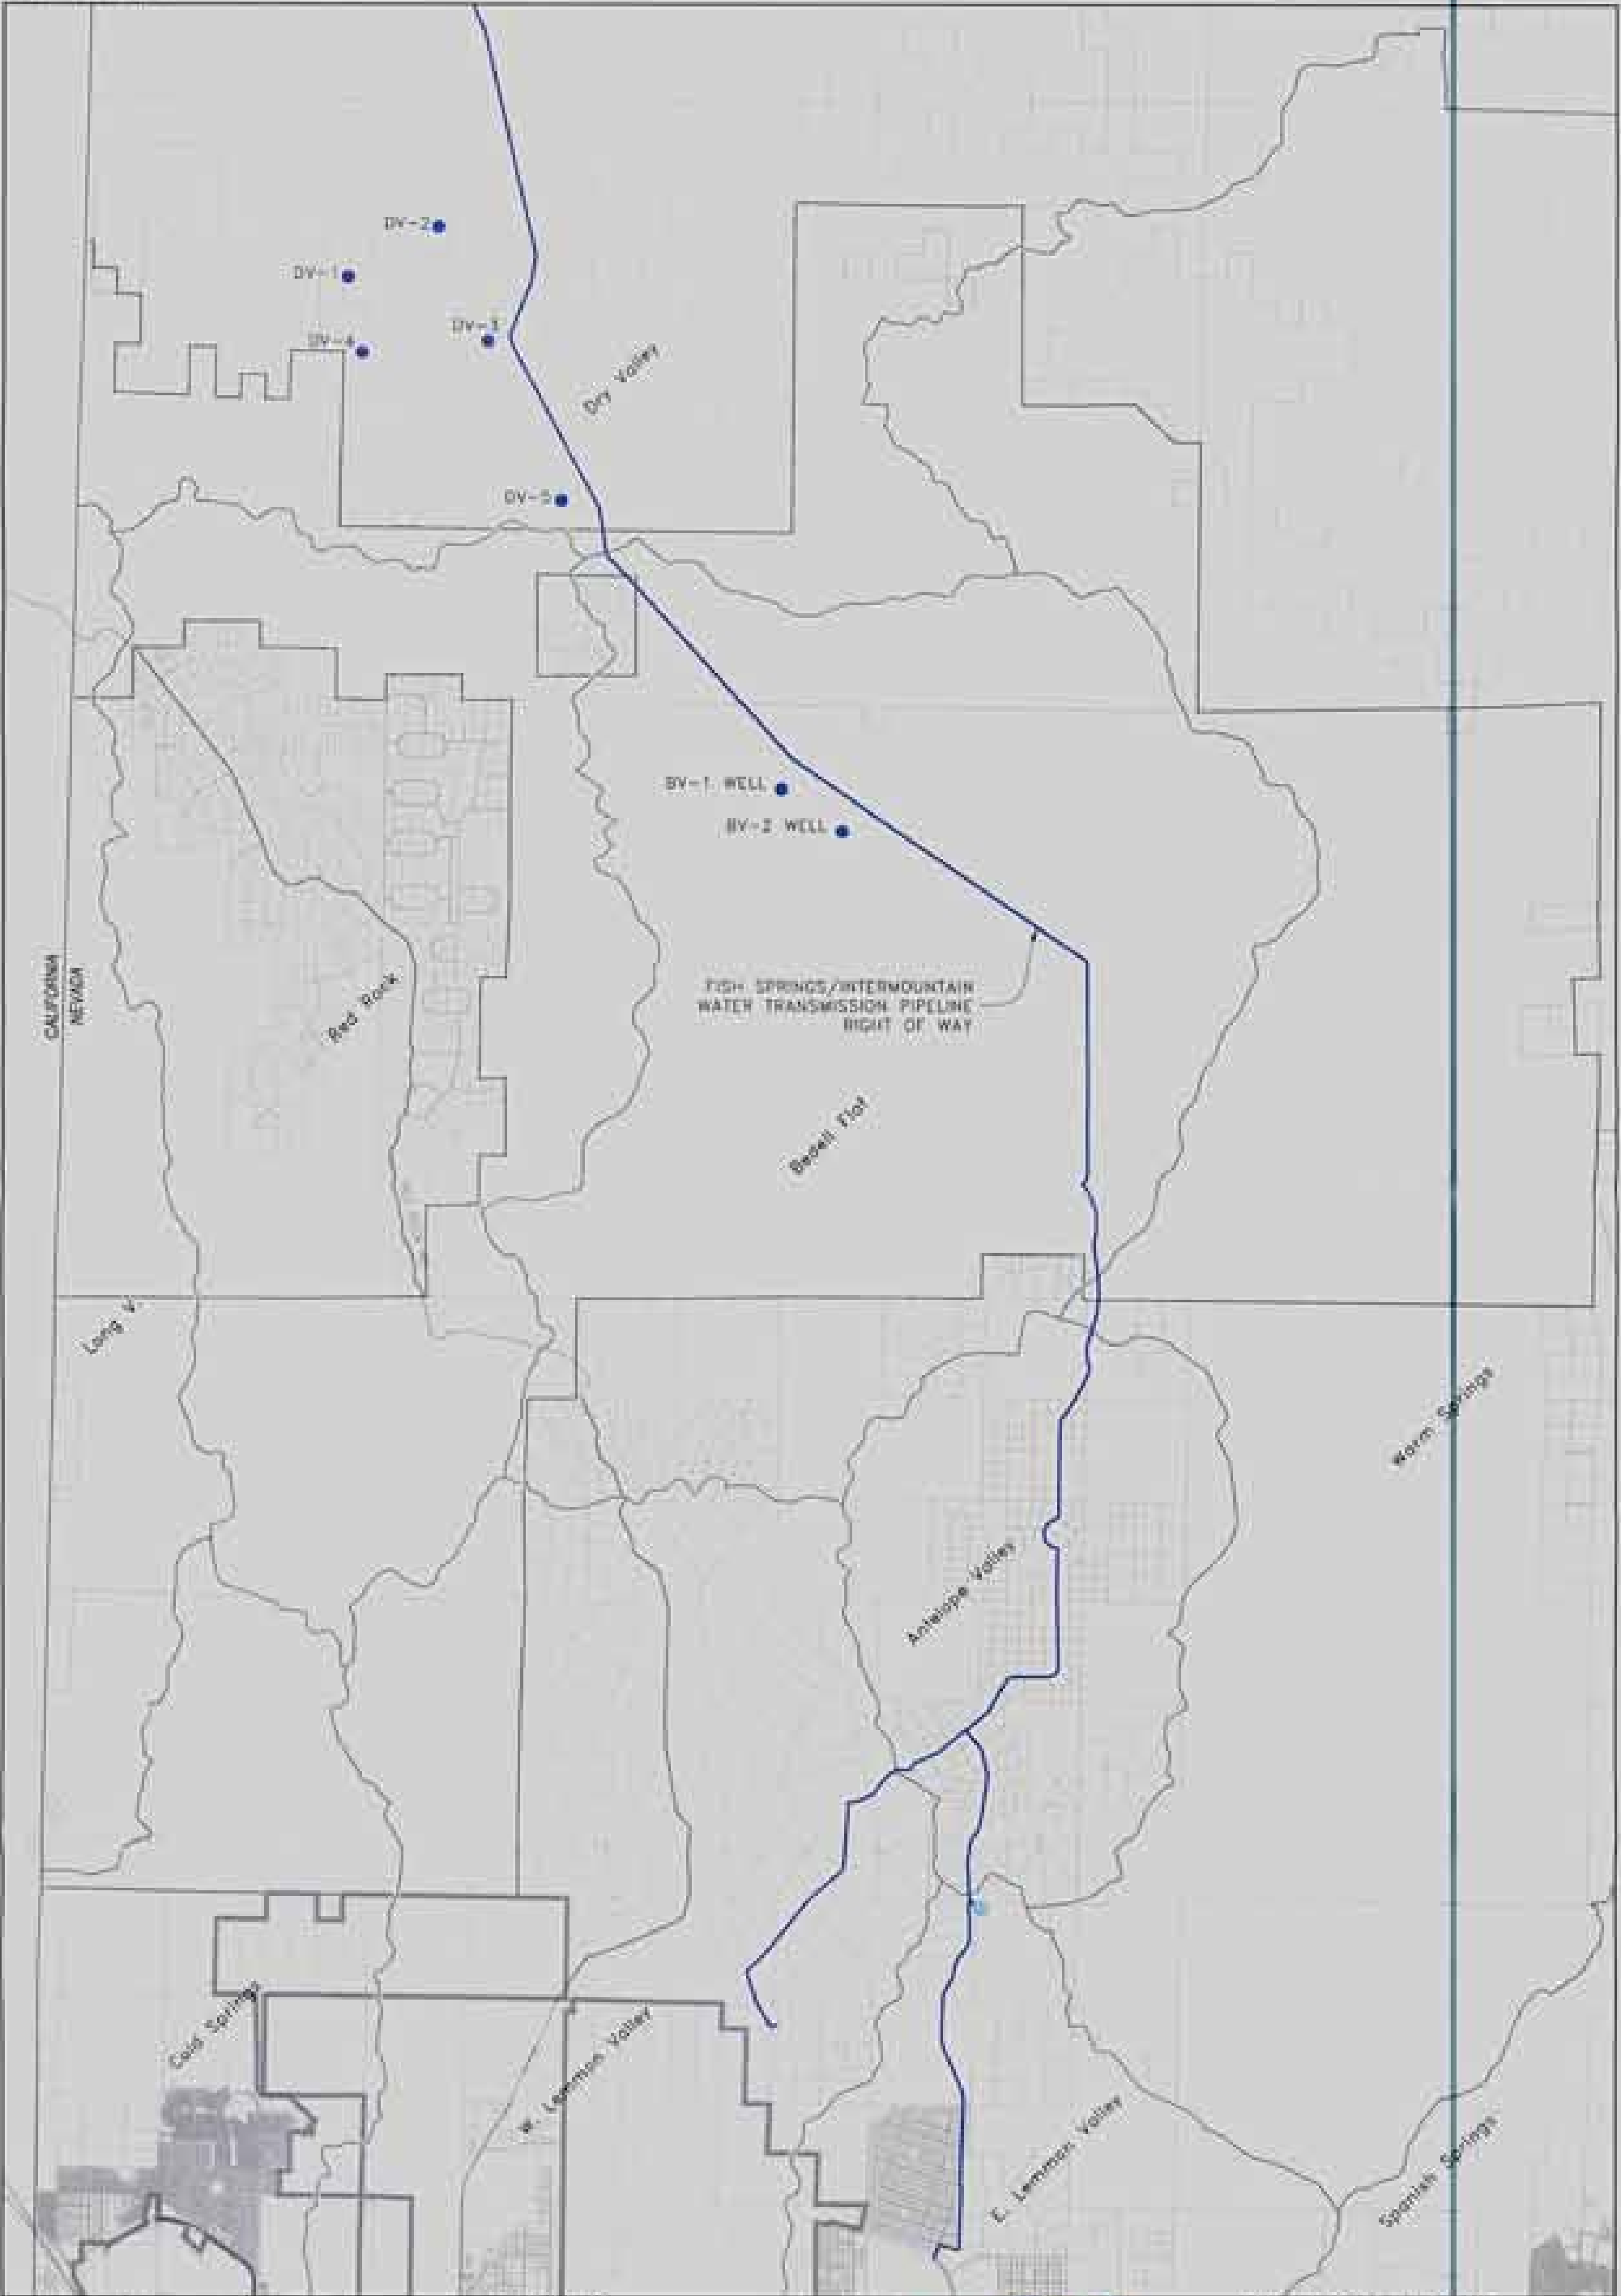 DV-2
DV-1
DV-3
DV-4
Dry Valley
DV-5
BV-1 WELL
BV-2 WELL
CALIFORNIA
NEVADA
Red Rock
FISH SPRINGS/INTERMOUNTAIN
WATER TRANSMISSION PIPELINE
RIGHT OF WAY
Bedell Flat
Long V.
Warm Springs
Antelope Valley
Cold Springs
W. Lemmon Valley
E. Lemmon Valley
Spanish Springs